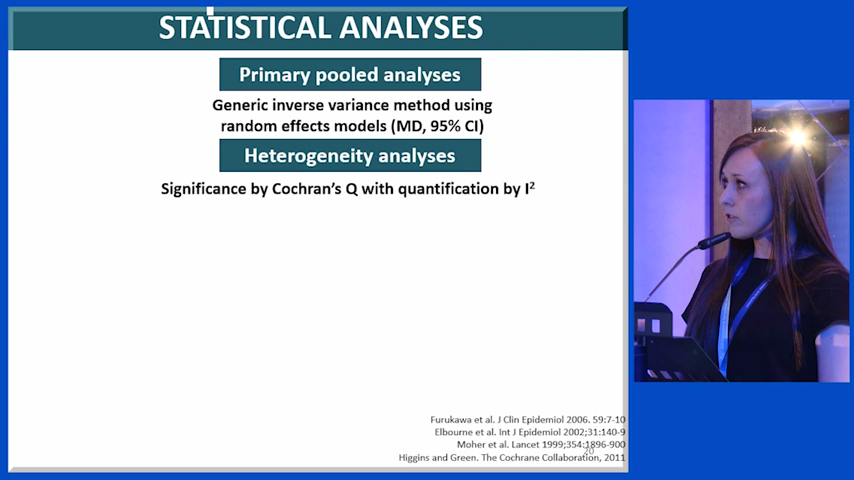 STATISTICAL ANALYSES
Primary pooled analyses
Generic inverse variance method using
random effects models (MD, 95% CI)
Heterogeneity analyses
Significance by Cochran's Q with quantification by I²
Furukawa et al. J Clin Epidemiol 2006. 59:7-10
Elbourne et al. Int J Epidemiol 2002;31:140-9
Moher et al. Lancet 1999;354:1896-900
Higgins and Green. The Cochrane Collaboration, 2011
20